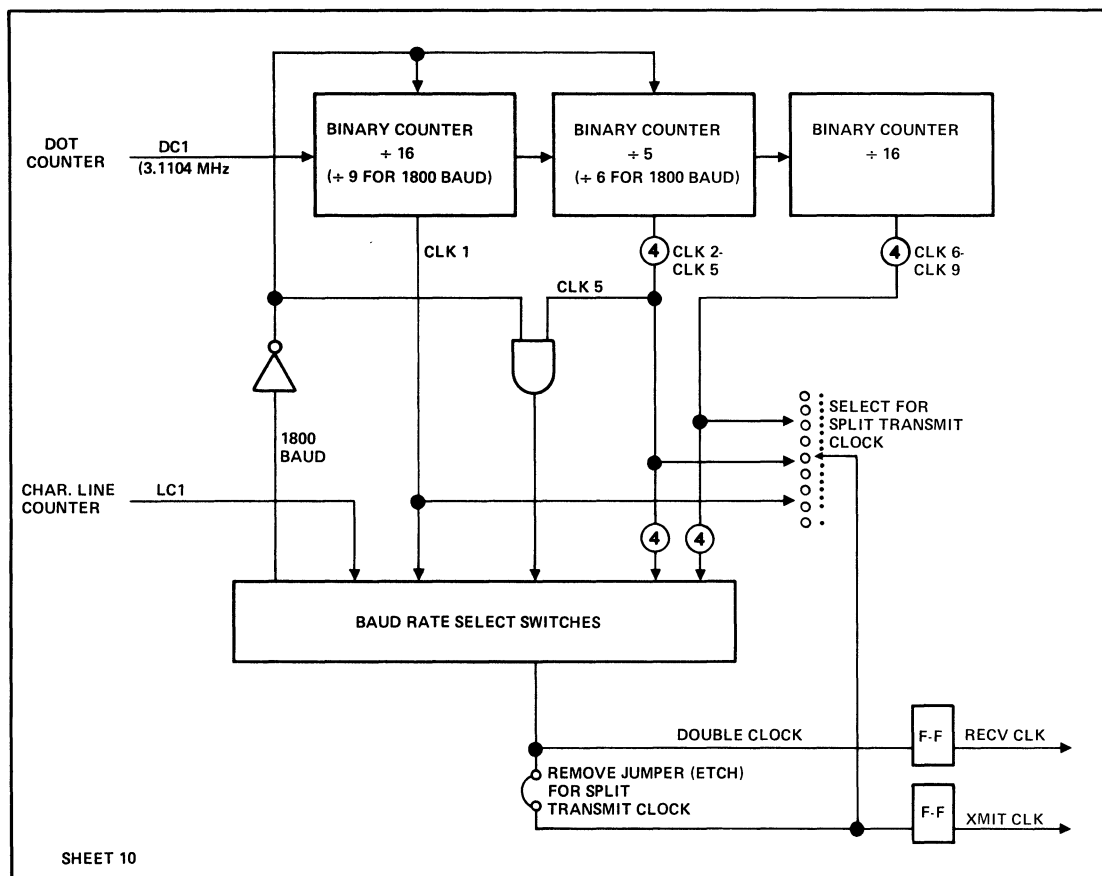 BINARY COUNTER
÷ 16
(÷ 9 FOR 1800 BAUD)
BINARY COUNTER
÷ 5
(÷ 6 FOR 1800 BAUD)
BINARY COUNTER
÷ 16
DOT
COUNTER
DC1
(3.1104 MHz
CLK 1
4
CLK 2-
CLK 5
4
CLK 6-
CLK 9
CLK 5
1800
BAUD
SELECT FOR
SPLIT TRANSMIT
CLOCK
CHAR. LINE
COUNTER
LC1
4
4
BAUD RATE SELECT SWITCHES
DOUBLE CLOCK
F-F
RECV CLK
REMOVE JUMPER (ETCH)
FOR SPLIT
TRANSMIT CLOCK
F-F
XMIT CLK
SHEET 10